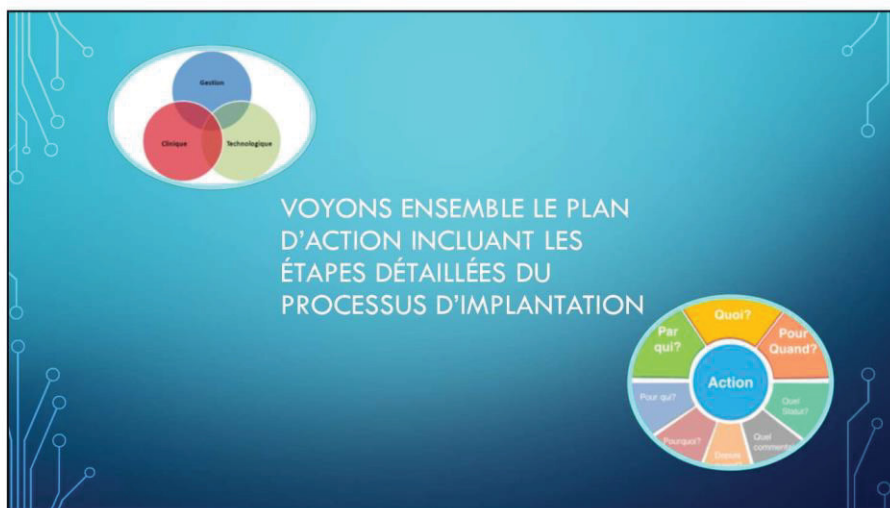 Gestion
Clinique
Technologique
VOYONS ENSEMBLE LE PLAN
D'ACTION INCLUANT LES
ÉTAPES DÉTAILLÉES DU
PROCESSUS D'IMPLANTATION
Quoi?
Par
qui?
Pour
Quand?
Action
Pour qui?
Quel
Statut?
Pourquoi?
Quel
Depuis